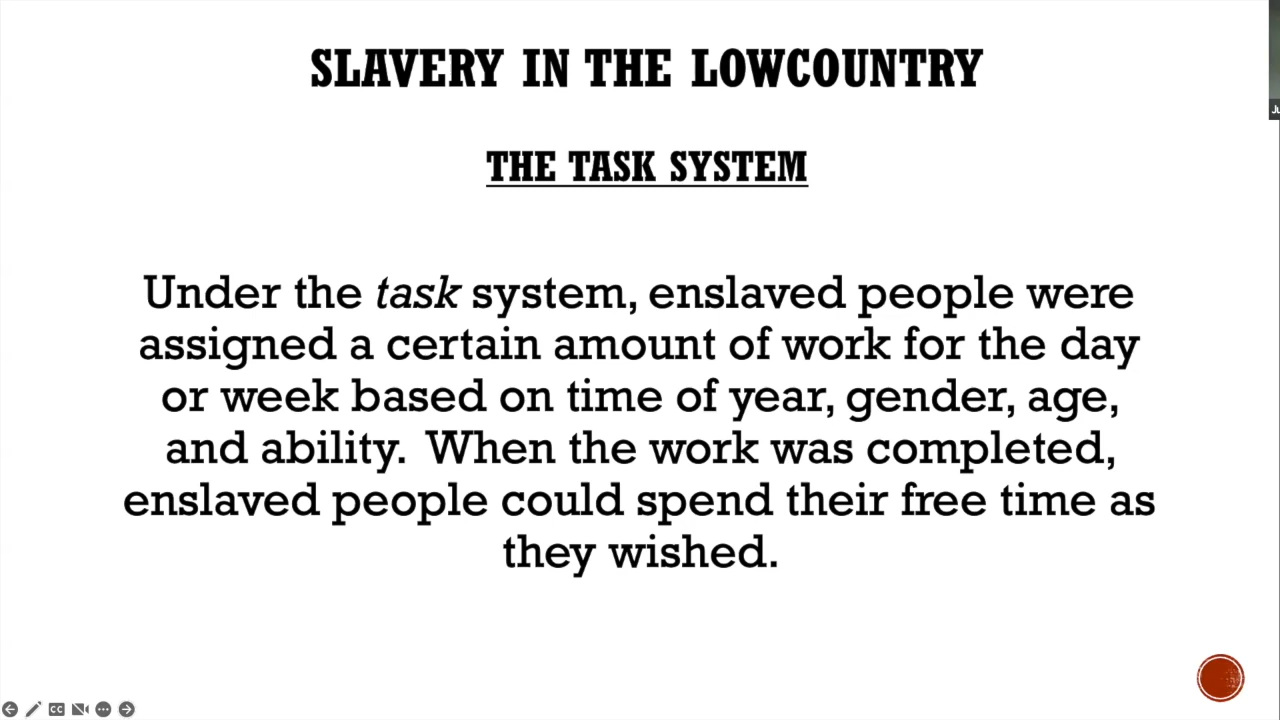 SLAVERY IN THE LOWCOUNTRY
THE TASK SYSTEM
Under the task system, enslaved people were
assigned a certain amount of work for the day
or week based on time of year, gender, age,
and ability.  When the work was completed,
enslaved people could spend their free time as
they wished.
Ju
CC